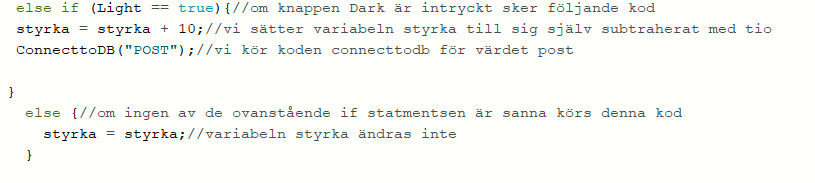 else if (Light == true){//om knappen Dark är intryckt sker följande kod
styrka = styrka + 10;//vi sätter variabeln styrka till sig själv subtraherat med tio
ConnecttoDB("POST");//vi kör koden connecttodb för värdet post
}
else {//om ingen av de ovanstående if statmentsen är sanna körs denna kod
styrka = styrka;//variabeln styrka ändras inte
}